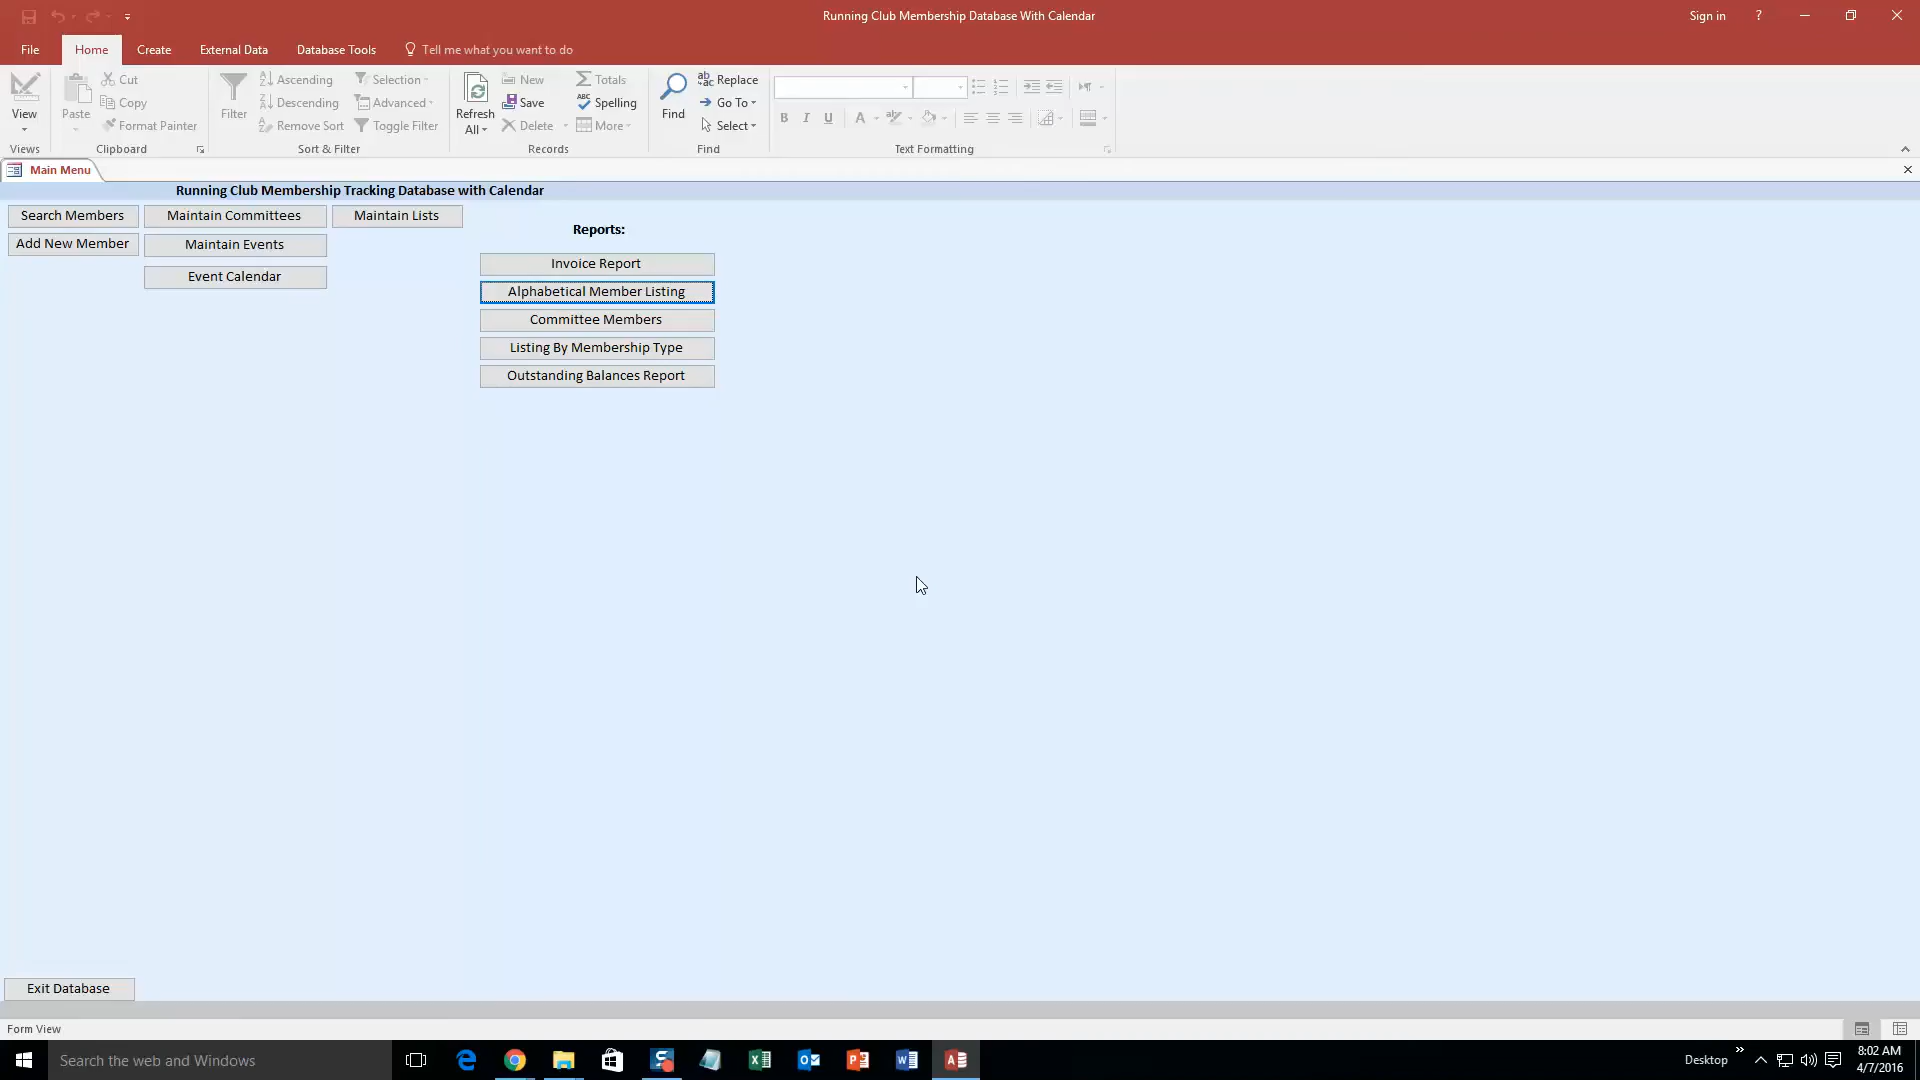 Running Club Membership Database With Calendar
Sign in
?
File
Home
Create
External Data
Database Tools
Tell me what you want to do
View
Views
Paste
Cut
Copy
Format Painter
Clipboard
Filter
Ascending
Descending
Remove Sort
Selection
Advanced
Toggle Filter
Sort & Filter
Refresh
All
New
Save
Delete
Totals
Spelling
More
Records
Find
Replace
Go To
Select
Find
B I U A
Text Formatting
Main Menu
Running Club Membership Tracking Database with Calendar
Search Members
Maintain Committees
Maintain Lists
Add New Member
Maintain Events
Event Calendar
Reports:
Invoice Report
Alphabetical Member Listing
Committee Members
Listing By Membership Type
Outstanding Balances Report
Exit Database
Form View
Search the web and Windows
Desktop
8:02 AM
4/7/2016